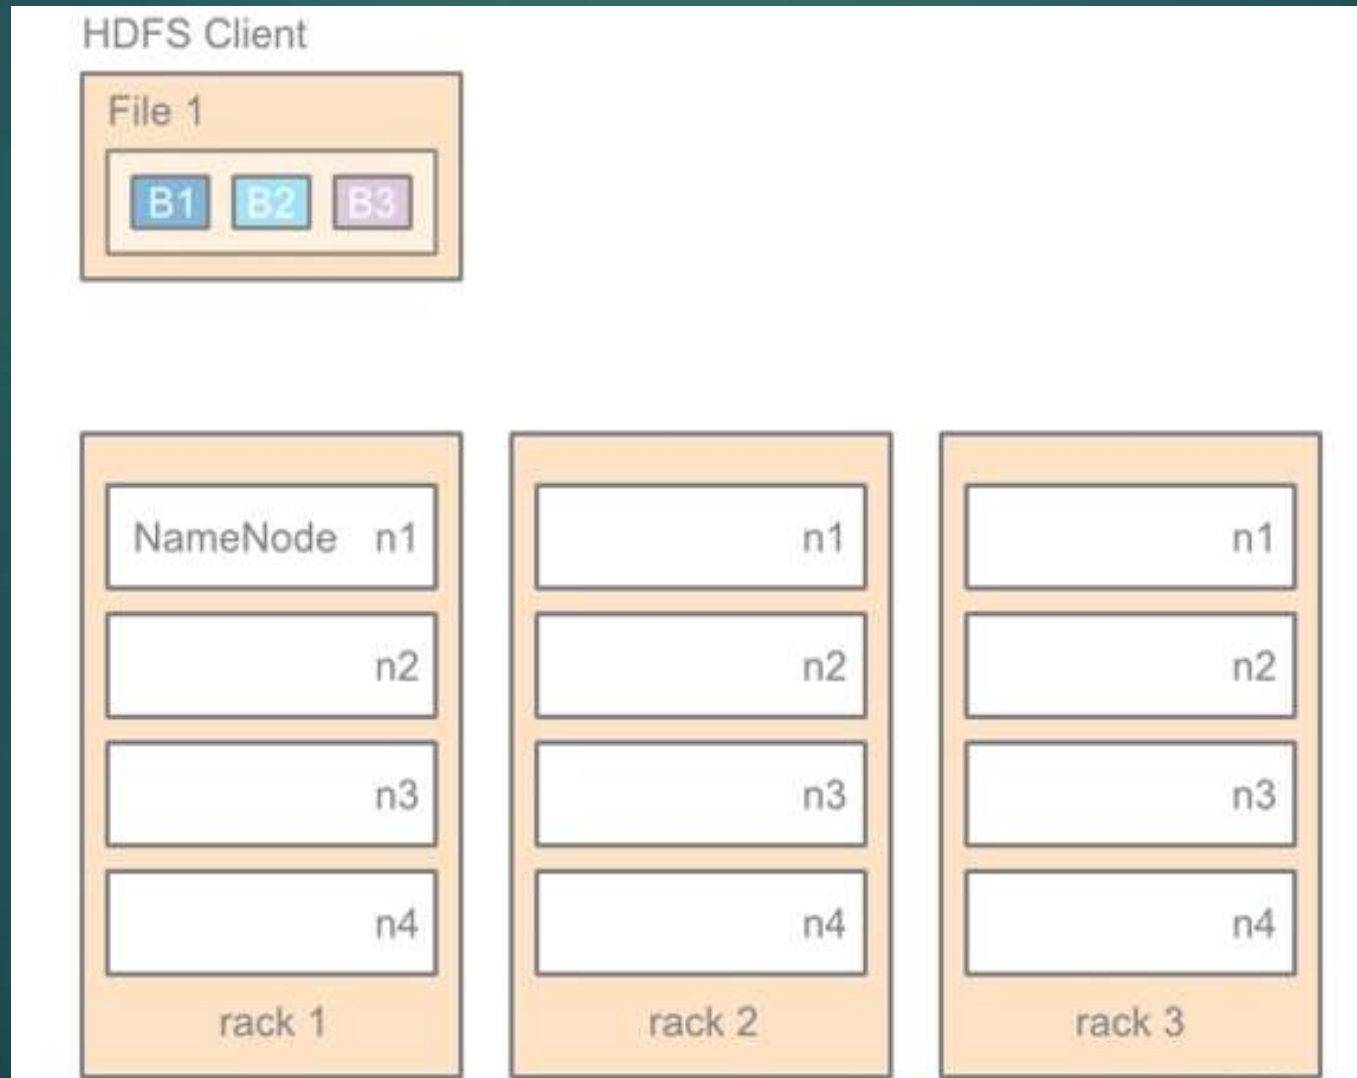 HDFS Client
File 1
B1 B2 B3
NameNode n1
n2
n3
n4
rack 1
n1
n2
n3
n4
rack 2
n1
n2
n3
n4
rack 3